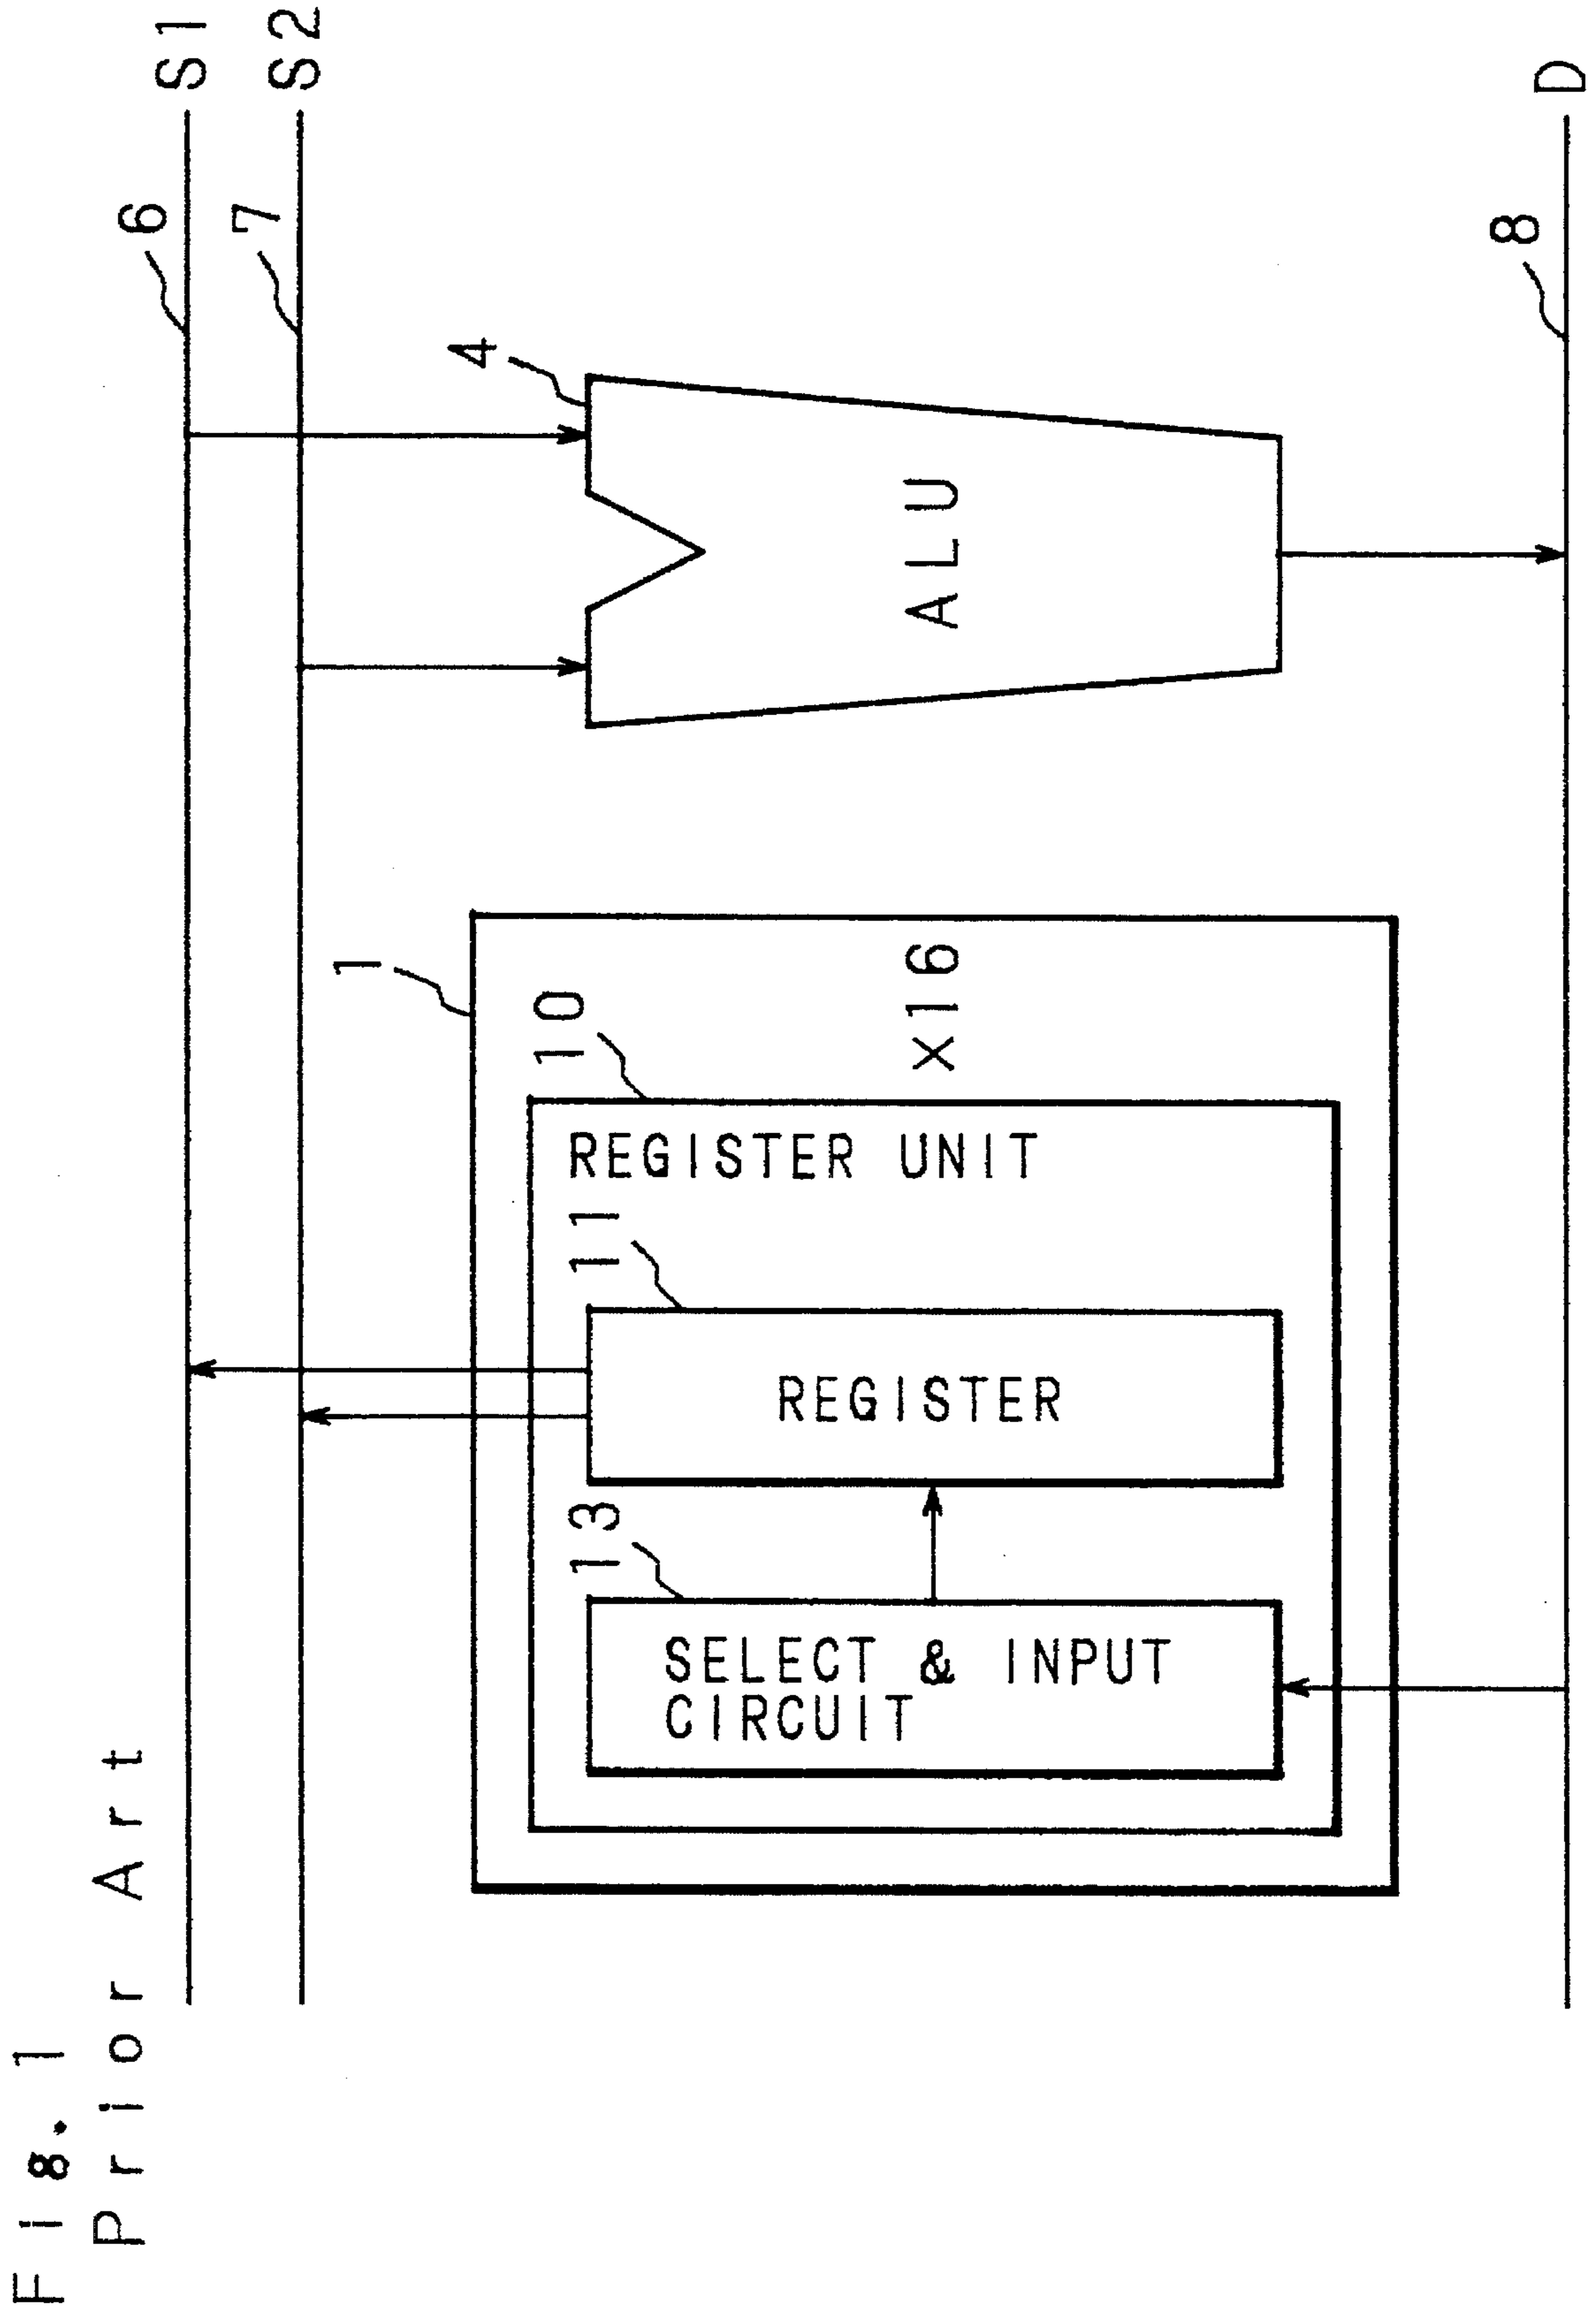 Fig. 1
Prior Art
S1
S2
6
7
4
ALU
1
10
×16
REGISTER UNIT
11
REGISTER
13
SELECT & INPUT
CIRCUIT
8
D